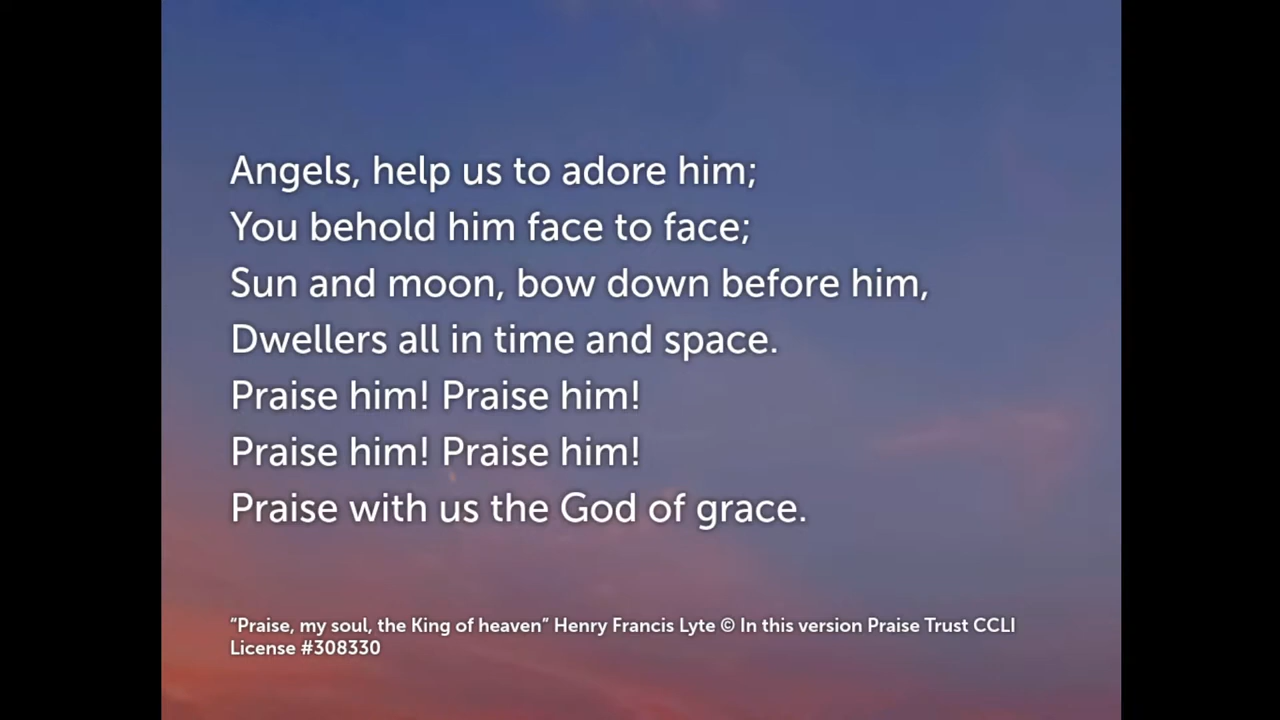 Angels, help us to adore him;
You behold him face to face;
Sun and moon, bow down before him,
Dwellers all in time and space.
Praise him! Praise him!
Praise him! Praise him!
Praise with us the God of grace.
“Praise, my soul, the King of heaven” Henry Francis Lyte © In this version Praise Trust CCLI
License #308330